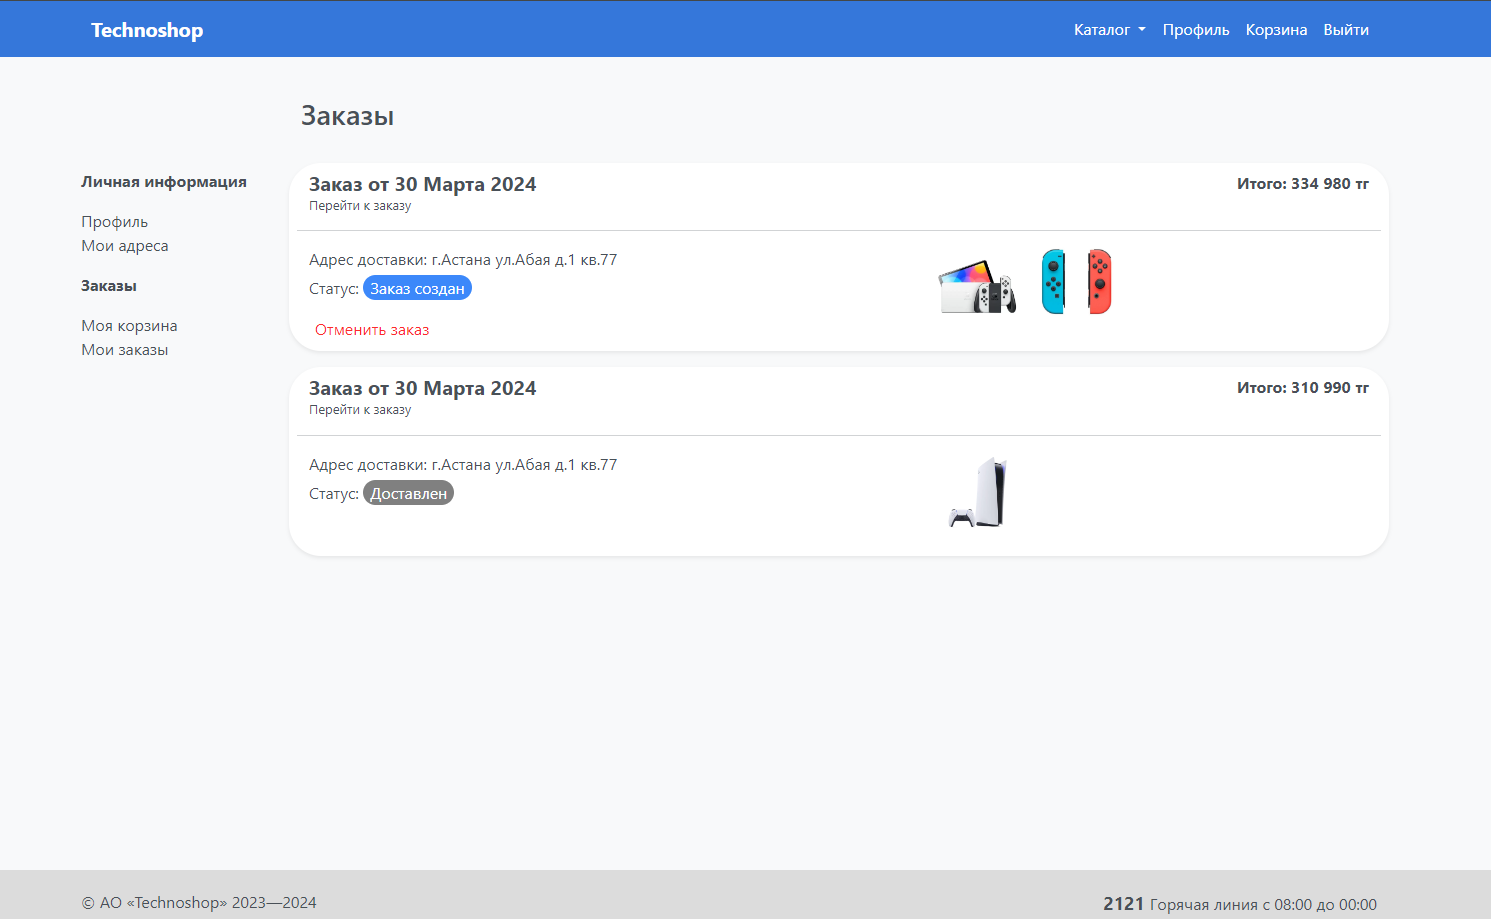 Technoshop
Каталог
Профиль
Корзина
Выйти
Заказы
Личная информация
Профиль
Мои адреса
Заказы
Моя корзина
Мои заказы
Заказ от 30 Марта 2024
Итого: 334 980 тг
Перейти к заказу
Адрес доставки: г.Астана ул.Абая д.1 кв.77
Статус: Заказ создан
Отменить заказ
Заказ от 30 Марта 2024
Итого: 310 990 тг
Перейти к заказу
Адрес доставки: г.Астана ул.Абая д.1 кв.77
Статус: Доставлен
© АО «Technoshop» 2023—2024
2121 Горячая линия с 08:00 до 00:00